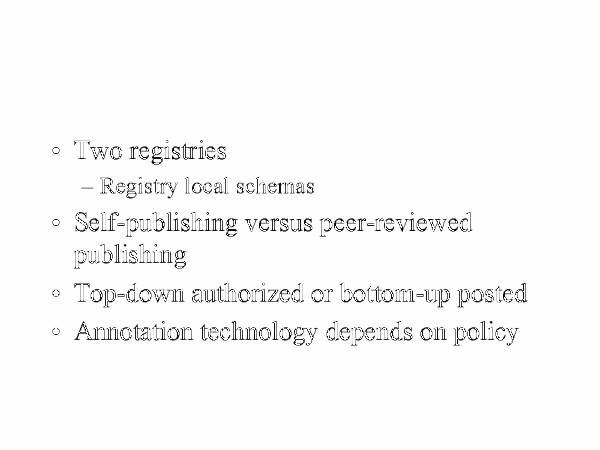 ◦ Two registries
– Registry local schemas
◦ Self-publishing versus peer-reviewed
publishing
◦ Top-down authorized or bottom-up posted
◦ Annotation technology depends on policy